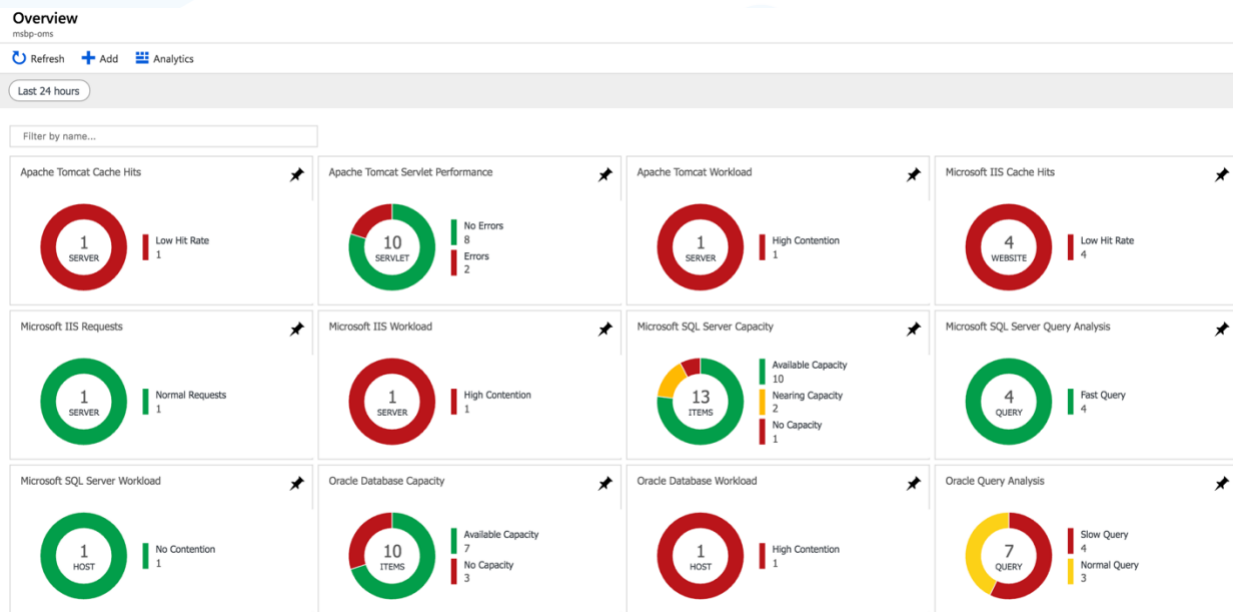 Overview
msbp-oms
Refresh Add Analytics
Last 24 hours
Filter by name...
Apache Tomcat Cache Hits
1
SERVER
Low Hit Rate
1
Apache Tomcat Servlet Performance
10
SERVLET
No Errors
8
Errors
2
Apache Tomcat Workload
1
SERVER
High Contention
1
Microsoft IIS Cache Hits
4
WEBSITE
Low Hit Rate
4
Microsoft IIS Requests
1
SERVER
Normal Requests
1
Microsoft IIS Workload
1
SERVER
High Contention
1
Microsoft SQL Server Capacity
13
ITEMS
Available Capacity
10
Nearing Capacity
2
No Capacity
1
Microsoft SQL Server Query Analysis
4
QUERY
Fast Query
4
Microsoft SQL Server Workload
1
HOST
No Contention
1
Oracle Database Capacity
10
ITEMS
Available Capacity
7
No Capacity
3
Oracle Database Workload
1
HOST
High Contention
1
Oracle Query Analysis
7
QUERY
Slow Query
4
Normal Query
3